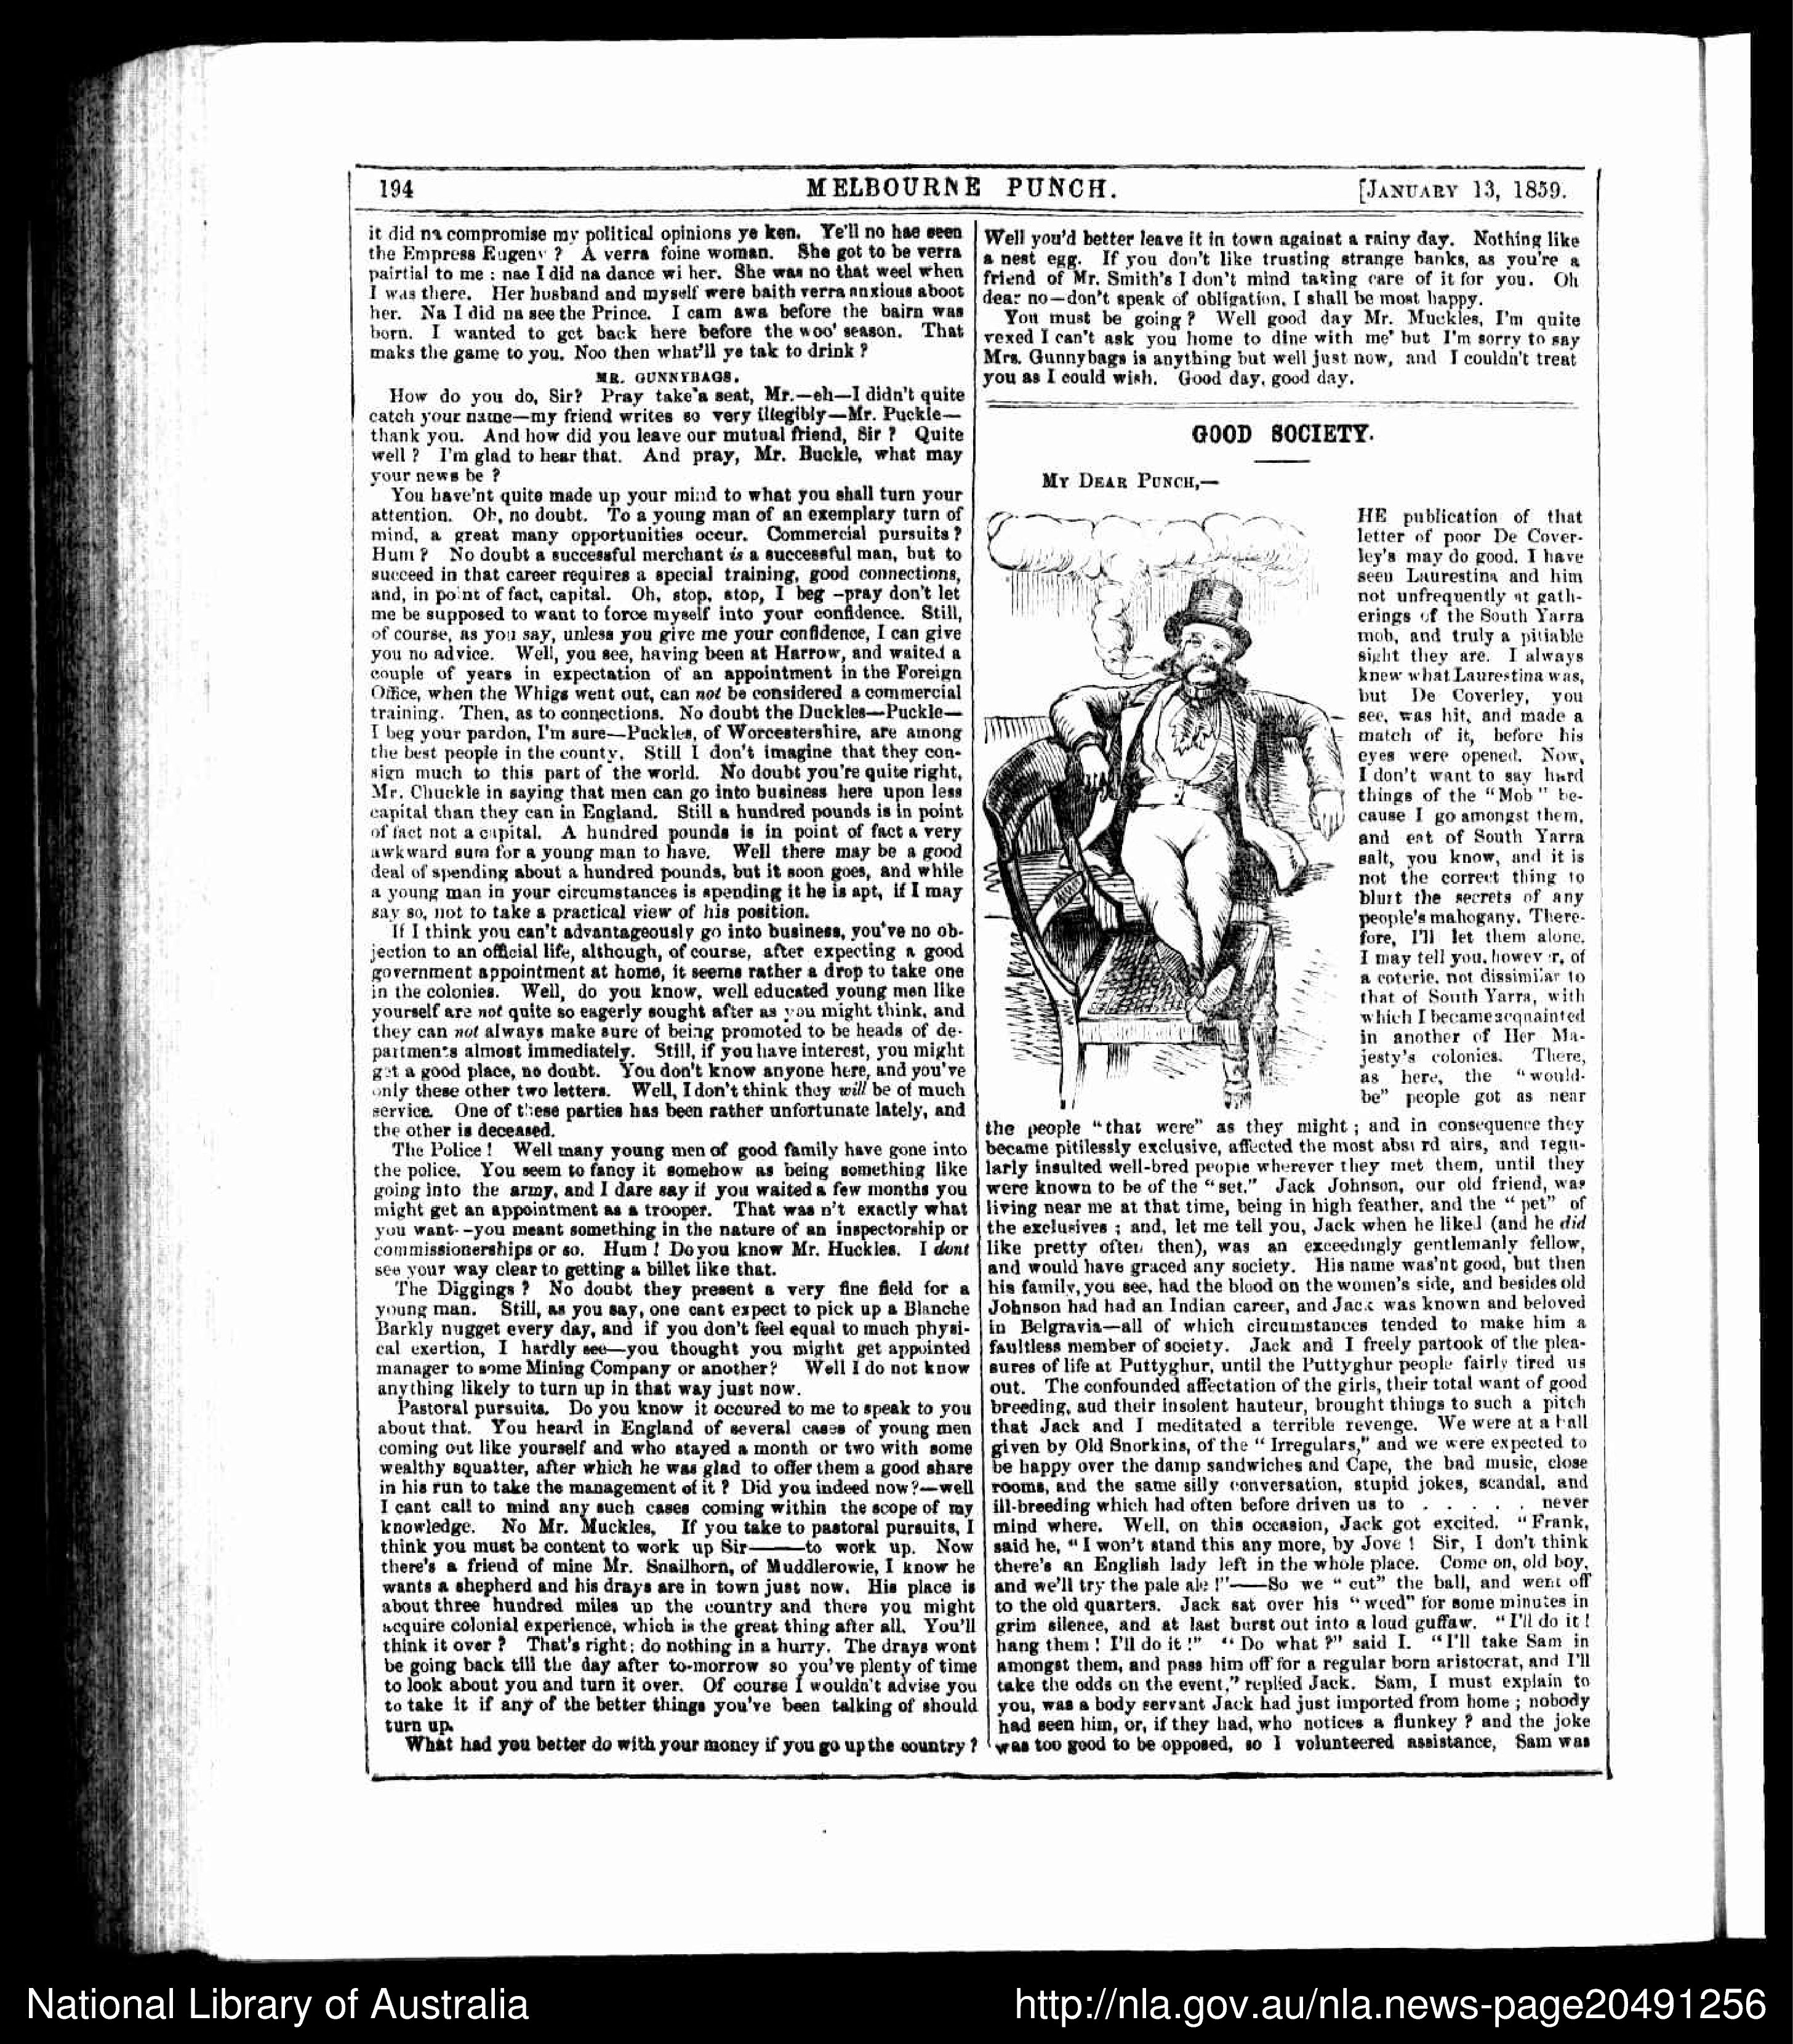 194
MELBOURNE PUNCH.
[JANUARY 13, 1859.
it did na compromise my political opinions ye ken. Ye'll no hae seen
the Empress Eugeny ? A verra foine woman. She got to be verra
pairtial to me ; nae I did na dance wi her. She was no that weel when
I was there. Her husband and myself were baith verra anxious aboot
her. Na I did na see the Prince. I cam awa before the bairn was
born. I wanted to get back here before the woo' season. That
maks the game to you. Noo then what'll ye tak to drink ?
MR. GUNNYBAGS.
How do you do, Sir? Pray take a seat, Mr.—eh—I didn't quite
catch your name—my friend writes so very illegibly—Mr. Puckle—
thank you. And how did you leave our mutual friend, Sir ? Quite
well ? I'm glad to hear that. And pray, Mr. Buckle, what may
your news be ?
You have'nt quite made up your mind to what you shall turn your
attention. Oh, no doubt. To a young man of an exemplary turn of
mind, a great many opportunities occur. Commercial pursuits ?
Hum ? No doubt a successful merchant is a successful man, but to
succeed in that career requires a special training, good connections,
and, in point of fact, capital. Oh, stop, stop, I beg –pray don't let
me be supposed to want to force myself into your confidence. Still,
of course, as you say, unless you give me your confidence, I can give
you no advice. Well, you see, having been at Harrow, and waited a
couple of years in expectation of an appointment in the Foreign
Office, when the Whigs went out, can not be considered a commercial
training. Then, as to connections. No doubt the Duckles—Puckle—
I beg your pardon, I'm sure—Puckles, of Worcestershire, are among
the best people in the county. Still I don't imagine that they con-
sign much to this part of the world. No doubt you're quite right,
Mr. Chuckle in saying that men can go into business here upon less
capital than they can in England. Still a hundred pounds is in point
of fact not a capital. A hundred pounds is in point of fact a very
awkward sum for a young man to have. Well there may be a good
deal of spending about a hundred pounds, but it soon goes, and while
a young man in your circumstances is spending it he is apt, if I may
say so, not to take a practical view of his position.
If I think you can't advantageously go into business, you've no ob-
jection to an official life, although, of course, after expecting a good
government appointment at home, it seems rather a drop to take one
in the colonies. Well, do you know, well educated young men like
yourself are not quite so eagerly sought after as you might think, and
they can not always make sure of being promoted to be heads of de-
partments almost immediately. Still, if you have interest, you might
get a good place, no doubt. You don't know anyone here, and you've
only these other two letters. Well, I don't think they will be of much
service. One of these parties has been rather unfortunate lately, and
the other is deceased.
The Police ! Well many young men of good family have gone into
the police. You seem to fancy it somehow as being something like
going into the army, and I dare say if you waited a few months you
might get an appointment as a trooper. That was n't exactly what
you want--you meant something in the nature of an inspectorship or
commissionerships or so. Hum ! Do you know Mr. Huckles. I dont
see your way clear to getting a billet like that.
The Diggings ? No doubt they present a very fine field for a
young man. Still, as you say, one cant expect to pick up a Blanche
Barkly nugget every day, and if you don't feel equal to much physi-
cal exertion, I hardly see—you thought you might get appointed
manager to some Mining Company or another? Well I do not know
anything likely to turn up in that way just now.
Pastoral pursuits. Do you know it occured to me to speak to you
about that. You heard in England of several cases of young men
coming out like yourself and who stayed a month or two with some
wealthy squatter, after which he was glad to offer them a good share
in his run to take the management of it ? Did you indeed now?—well
I cant call to mind any such cases coming within the scope of my
knowledge. No Mr. Muckles, If you take to pastoral pursuits, I
think you must be content to work up Sir———to work up. Now
there's a friend of mine Mr. Snailhorn, of Muddlerowie, I know he
wants a shepherd and his drays are in town just now. His place is
about three hundred miles up the country and there you might
acquire colonial experience, which is the great thing after all. You'll
think it over ? That's right; do nothing in a hurry. The drays wont
be going back till the day after to-morrow so you've plenty of time
to look about you and turn it over. Of course I wouldn't advise you
to take it if any of the better things you've been talking of should
turn up.
What had you better do with your money if you go up the country ?
Well you'd better leave it in town against a rainy day. Nothing like
a nest egg. If you don't like trusting strange banks, as you're a
friend of Mr. Smith's I don't mind taking care of it for you. Oh
dear no—don't speak of obligation, I shall be most happy.
You must be going ? Well good day Mr. Muckles, I'm quite
vexed I can't ask you home to dine with me' but I'm sorry to say
Mrs. Gunnybags is anything but well just now, and I couldn't treat
you as I could wish. Good day, good day.
GOOD SOCIETY.
MY DEAR PUNCH,—
HE publication of that
letter of poor De Cover-
ley's may do good. I have
seen Laurestina and him
not unfrequently at gath-
erings of the South Yarra
mob, and truly a pitiable
sight they are. I always
knew what Laurestina was,
but De Coverley, you
see, was hit, and made a
match of it, before his
eyes were opened. Now,
I don't want to say hard
things of the "Mob" be-
cause I go amongst them,
and eat of South Yarra
salt, you know, and it is
not the correct thing to
blurt the secrets of any
people's mahogany. There-
fore, I'll let them alone.
I may tell you, however, of
a coterie, not dissimilar to
that of South Yarra, with
which I became acquainted
in another of Her Ma-
jesty's colonies. There,
as here, the "would-
be" people got as near
the people "that were" as they might ; and in consequence they
became pitilessly exclusive, affected the most absurd airs, and regu-
larly insulted well-bred people wherever they met them, until they
were known to be of the "set." Jack Johnson, our old friend, was
living near me at that time, being in high feather, and the "pet" of
the exclusives ; and, let me tell you, Jack when he liked (and he did
like pretty often then), was an exceedingly gentlemanly fellow,
and would have graced any society. His name was'nt good, but then
his family, you see, had the blood on the women's side, and besides old
Johnson had had an Indian career, and Jack was known and beloved
in Belgravia—all of which circumstances tended to make him a
faultless member of society. Jack and I freely partook of the plea-
sures of life at Puttyghur, until the Puttyghur people fairly tired us
out. The confounded affectation of the girls, their total want of good
breeding, and their insolent hauteur, brought things to such a pitch
that Jack and I meditated a terrible revenge. We were at a ball
given by Old Snorkins, of the "Irregulars," and we were expected to
be happy over the damp sandwiches and Cape, the bad music, close
rooms, and the same silly conversation, stupid jokes, scandal, and
ill-breeding which had often before driven us to . . . . . never
mind where. Well, on this occasion, Jack got excited. "Frank,
said he, "I won't stand this any more, by Jove ! Sir, I don't think
there's an English lady left in the whole place. Come on, old boy,
and we'll try the pale ale !"——So we "cut" the ball, and went off
to the old quarters. Jack sat over his "weed" for some minutes in
grim silence, and at last burst out into a loud guffaw. "I'll do it !
hang them ! I'll do it !" "Do what ?" said I. "I'll take Sam in
amongst them, and pass him off for a regular born aristocrat, and I'll
take the odds on the event," replied Jack. Sam, I must explain to
you, was a body servant Jack had just imported from home ; nobody
had seen him, or, if they had, who notices a flunkey ? and the joke
was too good to be opposed, so I volunteered assistance, Sam was
National Library of Australia
http://nla.gov.au/nla.news-page20491256